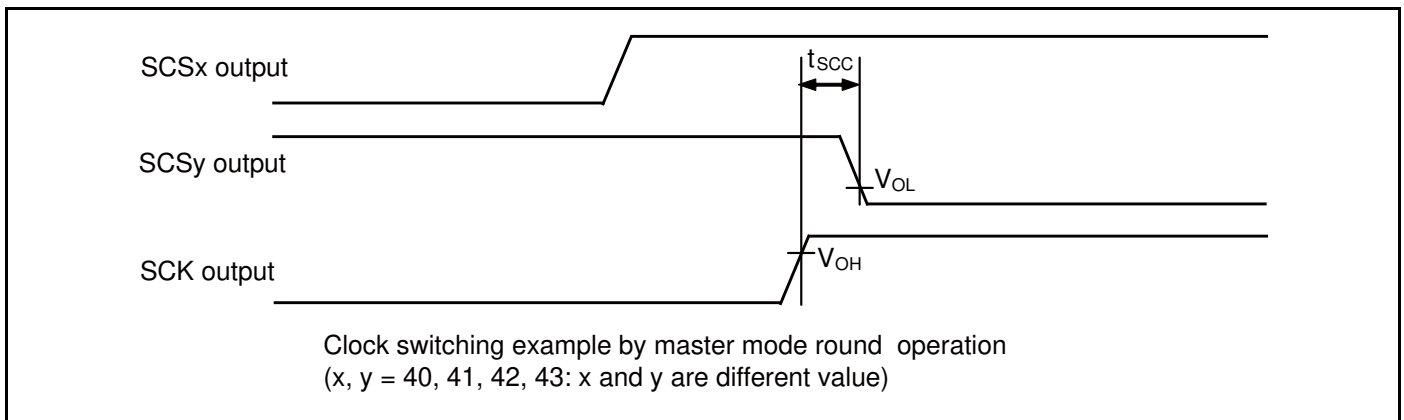 SCSx output
tSCC
SCSy output
VOL
SCK output
VOH
Clock switching example by master mode round operation
(x, y = 40, 41, 42, 43: x and y are different value)